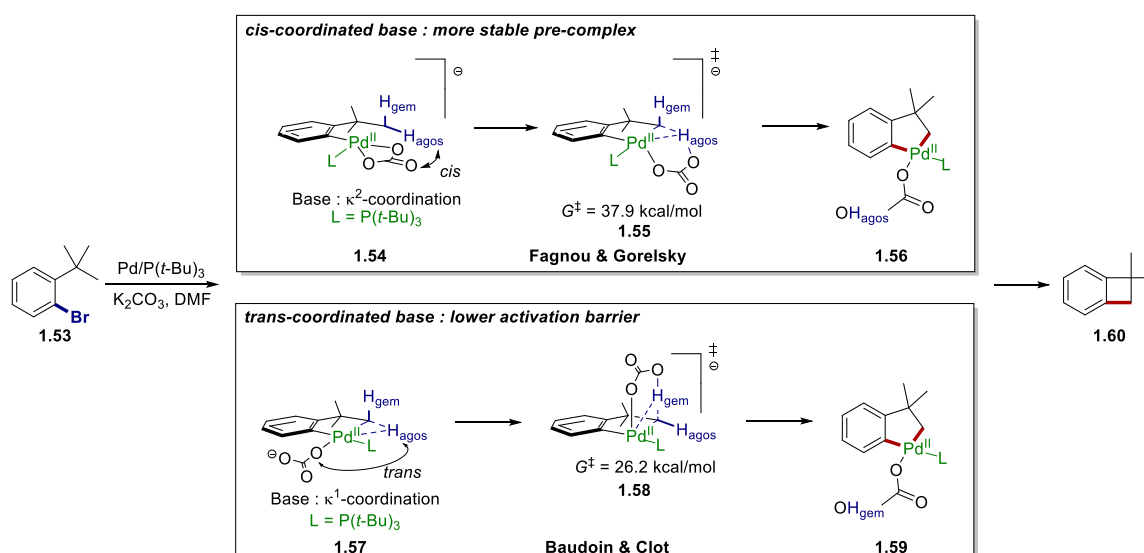 cis-coordinated base : more stable pre-complex
⊖
H_gem
H_agos
Pd^II
L
O
O
O
cis
Base : κ²-coordination
L = P(t-Bu)₃
1.54
‡
⊖
H_gem
H_agos
Pd^II
L
O
O
O
G^‡ = 37.9 kcal/mol
1.55
Fagnou & Gorelsky
Pd^II
L
O
O
OH_agos
1.56
Br
1.53
Pd/P(t-Bu)₃
K₂CO₃, DMF
1.60
trans-coordinated base : lower activation barrier
H_gem
H_agos
Pd^II
L
⊖
O
O
O
trans
Base : κ¹-coordination
L = P(t-Bu)₃
1.57
‡
⊖
O
O
O
H_gem
H_agos
Pd^II
L
G^‡ = 26.2 kcal/mol
1.58
Baudoin & Clot
Pd^II
L
O
O
OH_gem
1.59